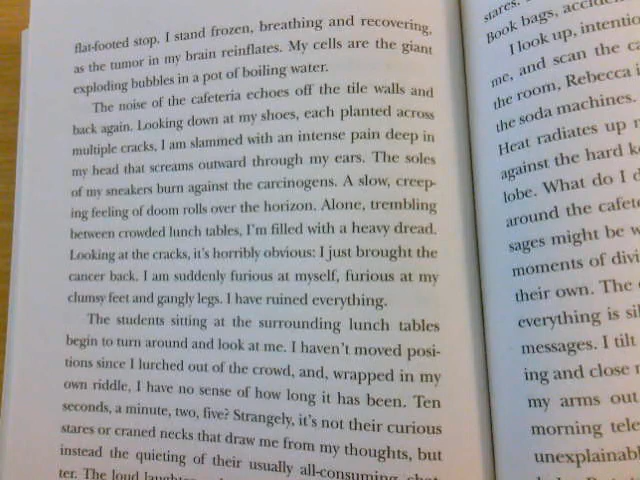 flat-footed stop. I stand frozen, breathing and recovering,
as the tumor in my brain reinflates. My cells are the giant
exploding bubbles in a pot of boiling water.
The noise of the cafeteria echoes off the tile walls and
back again. Looking down at my shoes, each planted across
multiple cracks, I am slammed with an intense pain deep in
my head that screams outward through my ears. The soles
of my sneakers burn against the carcinogens. A slow, creep-
ing feeling of doom rolls over the horizon. Alone, trembling
between crowded lunch tables, I'm filled with a heavy dread.
Looking at the cracks, it's horribly obvious: I just brought the
cancer back. I am suddenly furious at myself, furious at my
clumsy feet and gangly legs. I have ruined everything.
The students sitting at the surrounding lunch tables
begin to turn around and look at me. I haven't moved posi-
tions since I lurched out of the crowd, and, wrapped in my
own riddle, I have no sense of how long it has been. Ten
seconds, a minute, two, five? Strangely, it's not their curious
stares or craned necks that draw me from my thoughts, but
instead the quieting of their usually all-consuming
ter. The loud
stares.
Book bags,
I look up,
me, and scan the
the room, Rebecca
the soda machines.
Heat radiates up
against the hard
lobe. What do I
around the
sages might be
moments of
their own. The
everything is
messages. I tilt
ing and close
my arms out
morning